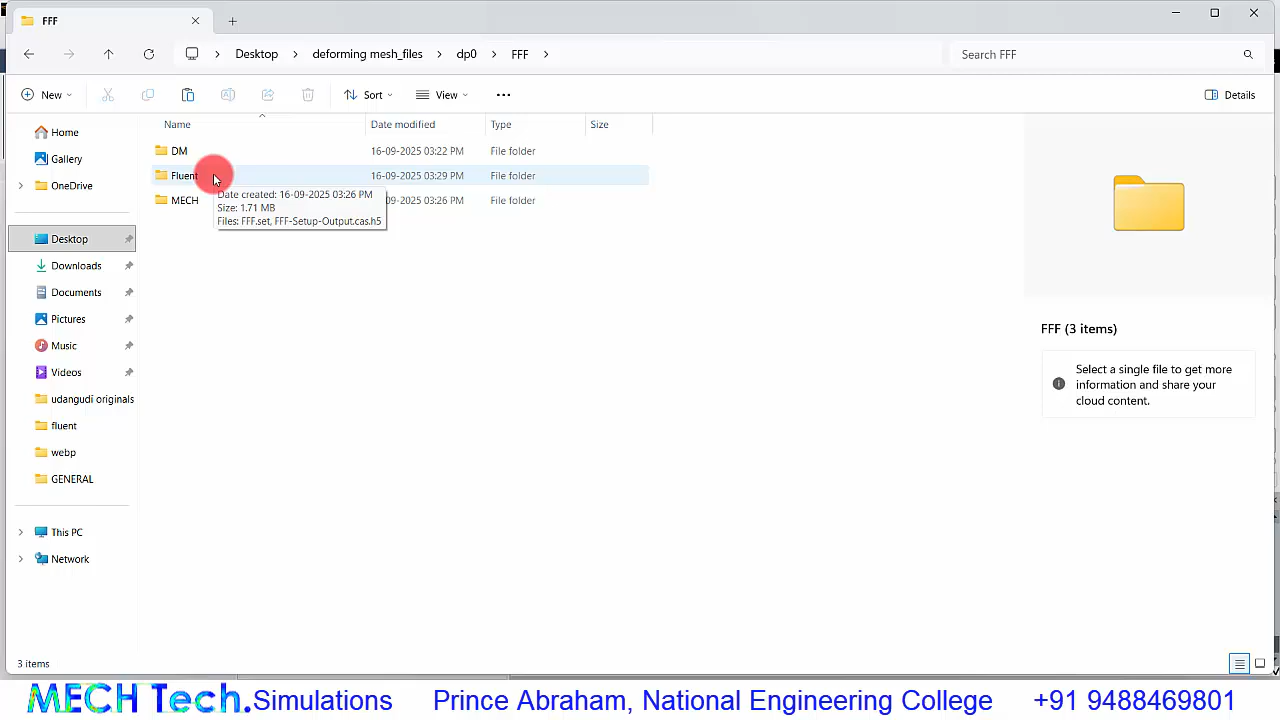 FFF
Desktop > deforming mesh_files > dp0 > FFF >
Search FFF
New
Sort
View
Details
Name Date modified Type Size
DM 16-09-2025 03:22 PM File folder
Fluent 16-09-2025 03:29 PM File folder
MECH 09-2025 03:26 PM File folder
Date created: 16-09-2025 03:26 PM
Size: 1.71 MB
Files: FFF.set, FFF-Setup-Output.cas.h5
Home
Gallery
OneDrive
Desktop
Downloads
Documents
Pictures
Music
Videos
udangudi originals
fluent
webp
GENERAL
This PC
Network
FFF (3 items)
Select a single file to get more
information and share your
cloud content.
3 items
MECH Tech.Simulations Prince Abraham, National Engineering College +91 9488469801